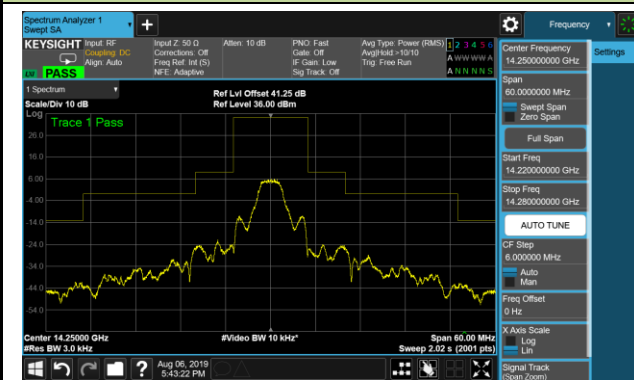 Spectrum Analyzer 1
Swept SA
+
Frequency
KEYSIGHT Input: RF Input Z: 50 Ω Atten: 10 dB PNO: Fast Avg Type: Power (RMS) 1 2 3 4 5 6
Coupling: DC Corrections: Off Gate: Off Avg|Hold:>10/10 A W W W W A
Align: Auto Freq Ref: Int (S) IF Gain: Low Trig: Free Run
PASS NFE: Adaptive Sig Track: Off A N N N N S
1 Spectrum
Ref Lvl Offset 41.25 dB
Scale/Div 10 dB Ref Level 36.00 dBm
Log
Trace 1 Pass
26.0
16.0
6.00
-4.00
-14.0
-24.0
-34.0
-44.0
-54.0
Center 14.25000 GHz #Video BW 10 kHz* Span 60.00 MHz
#Res BW 3.0 kHz Sweep 2.02 s (2001 pts)
Aug 06, 2019
5:43:22 PM
?
Center Frequency
14.250000000 GHz
Settings
Span
60.0000000 MHz
Swept Span
Zero Span
Full Span
Start Freq
14.220000000 GHz
Stop Freq
14.280000000 GHz
AUTO TUNE
CF Step
6.000000 MHz
Auto
Man
Freq Offset
0 Hz
X Axis Scale
Log
Lin
Signal Track
(Span Zoom)